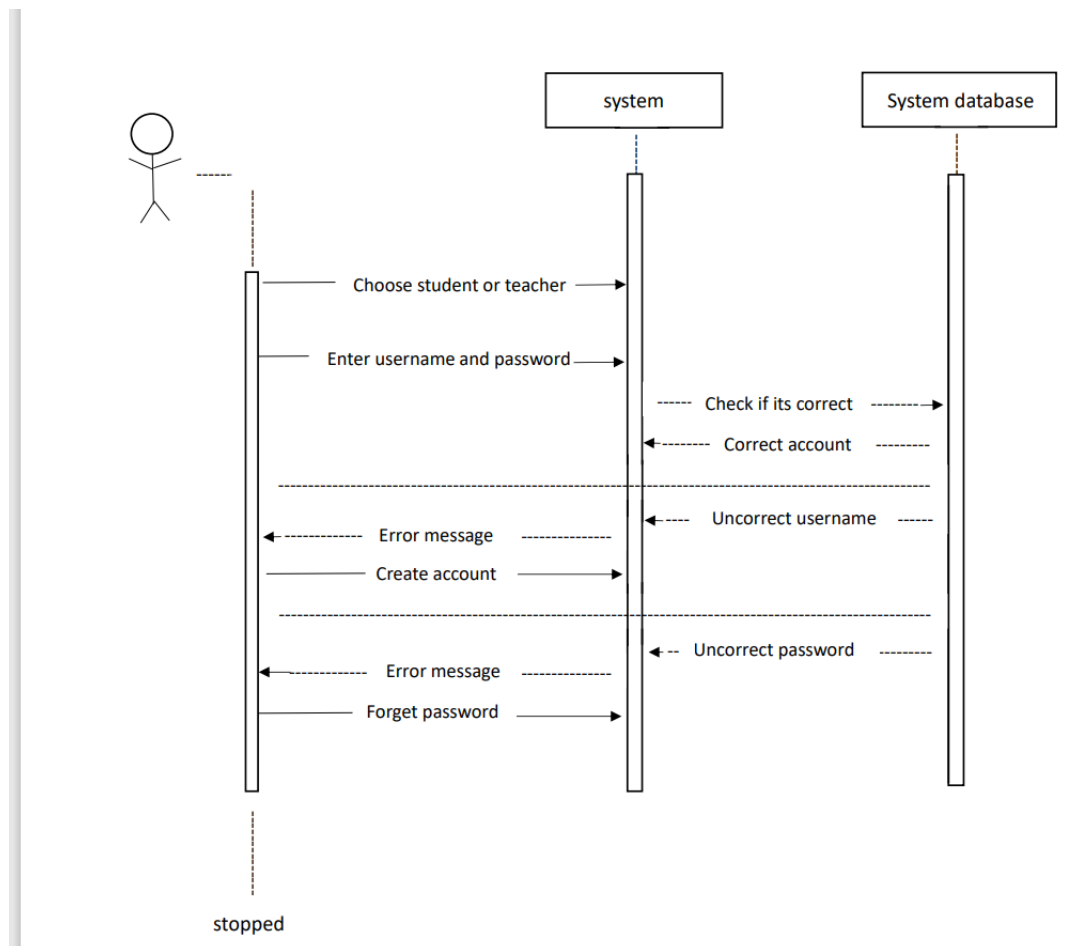 system
System database
Choose student or teacher
Enter username and password
Check if its correct
Correct account
Uncorrect username
Error message
Create account
Uncorrect password
Error message
Forget password
stopped